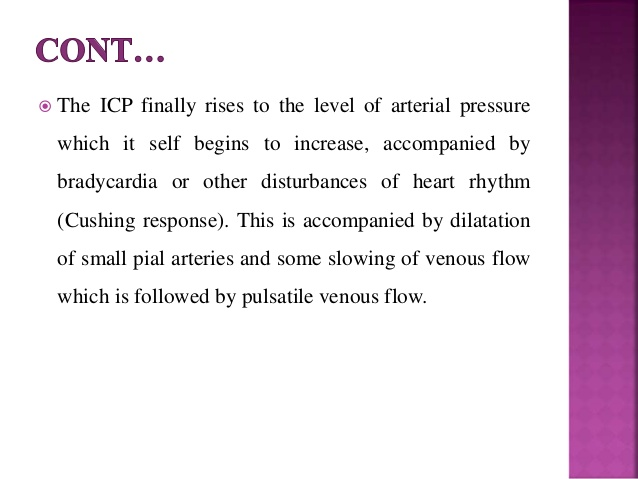 CONT…
The ICP finally rises to the level of arterial pressure
which it self begins to increase, accompanied by
bradycardia or other disturbances of heart rhythm
(Cushing response). This is accompanied by dilatation
of small pial arteries and some slowing of venous flow
which is followed by pulsatile venous flow.